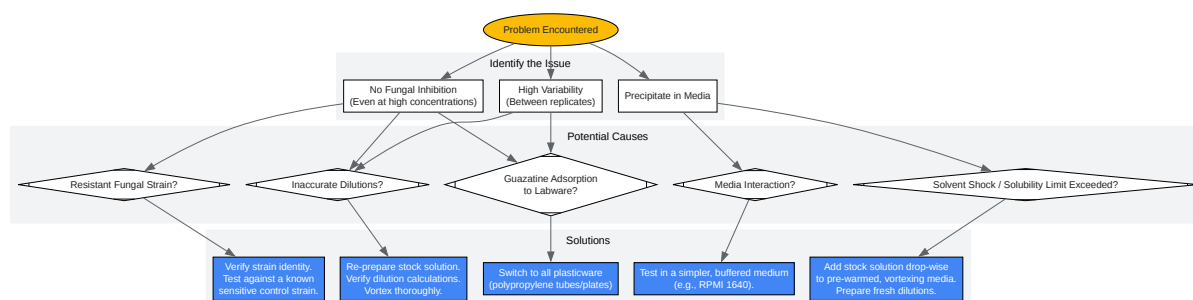 Problem Encountered
Identify the Issue
No Fungal Inhibition
(Even at high concentrations)
High Variability
(Between replicates)
Precipitate in Media
Potential Causes
Resistant Fungal Strain?
Inaccurate Dilutions?
Guazatine Adsorption
to Labware?
Media Interaction?
Solvent Shock / Solubility Limit Exceeded?
Solutions
Verify strain identity.
Test against a known
sensitive control strain.
Re-prepare stock solution.
Verify dilution calculations.
Vortex thoroughly.
Switch to all plasticware
(polypropylene tubes/plates)
Test in a simpler, buffered medium
(e.g., RPMI 1640).
Add stock solution drop-wise
to pre-warmed, vortexing media.
Prepare fresh dilutions.